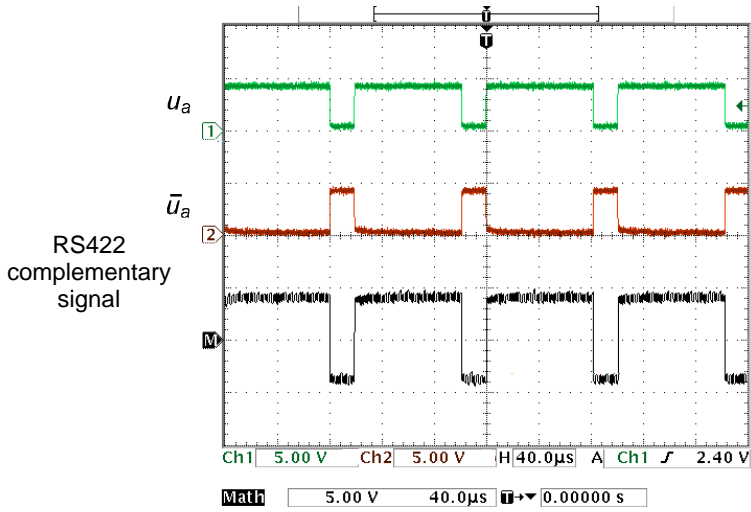 T
T
u_a
1
ū_a
2
RS422
complementary
signal
M
Ch1 5.00 V Ch2 5.00 V H 40.0µs A Ch1 ƒ 2.40 V
Math 5.00 V 40.0µs T→▼ 0.00000 s